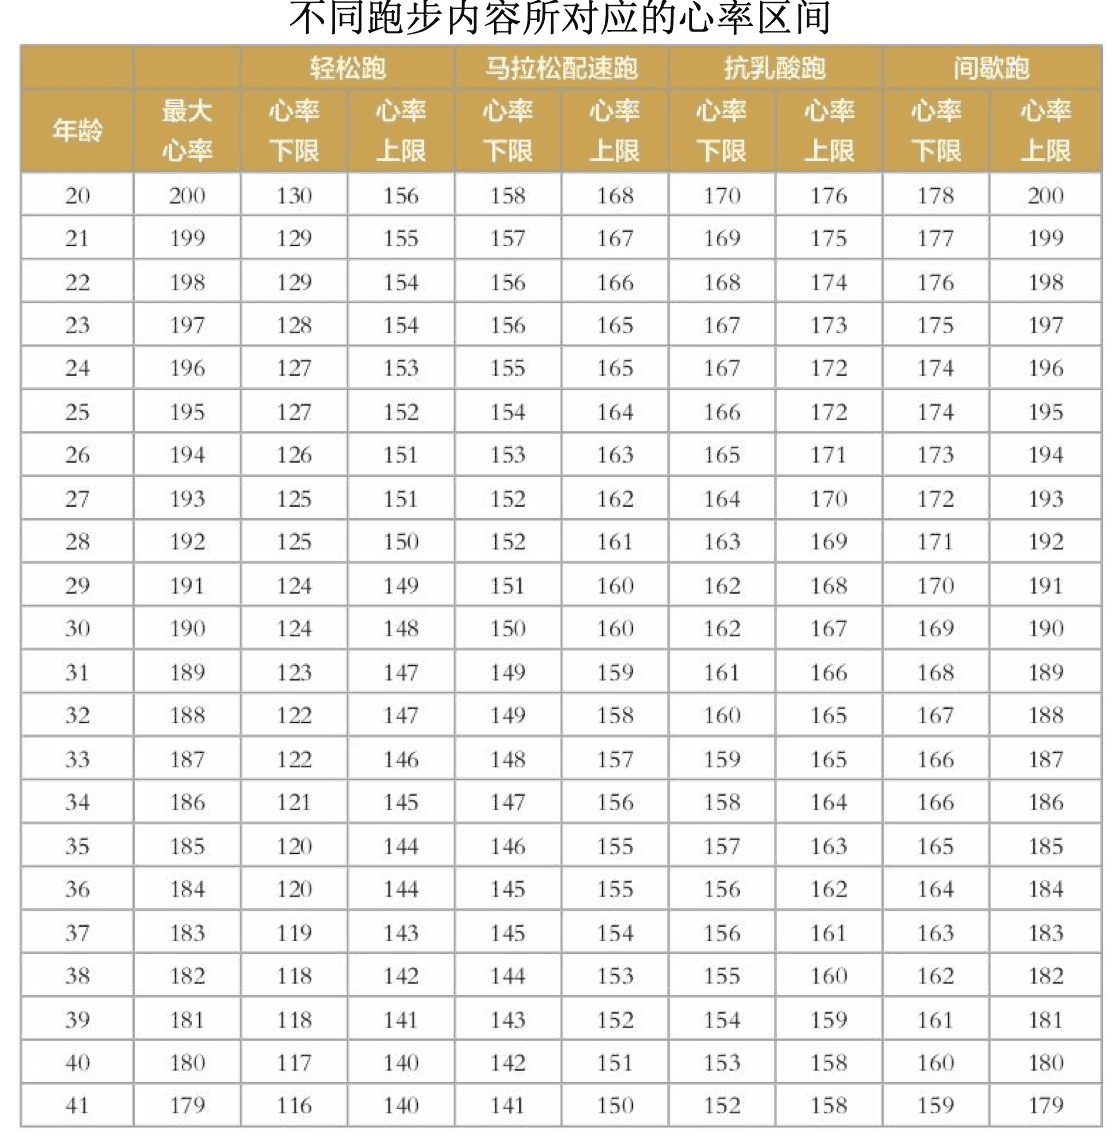 不同跑步内容所对应的心率区间
轻松跑 马拉松配速跑 抗乳酸跑 间歇跑
年龄 最大心率 心率下限 心率上限 心率下限 心率上限 心率下限 心率上限 心率下限 心率上限
20 200 130 156 158 168 170 176 178 200
21 199 129 155 157 167 169 175 177 199
22 198 129 154 156 166 168 174 176 198
23 197 128 154 156 165 167 173 175 197
24 196 127 153 155 165 167 172 174 196
25 195 127 152 154 164 166 172 174 195
26 194 126 151 153 163 165 171 173 194
27 193 125 151 152 162 164 170 172 193
28 192 125 150 152 161 163 169 171 192
29 191 124 149 151 160 162 168 170 191
30 190 124 148 150 160 162 167 169 190
31 189 123 147 149 159 161 166 168 189
32 188 122 147 149 158 160 165 167 188
33 187 122 146 148 157 159 165 166 187
34 186 121 145 147 156 158 164 166 186
35 185 120 144 146 155 157 163 165 185
36 184 120 144 145 155 156 162 164 184
37 183 119 143 145 154 156 161 163 183
38 182 118 142 144 153 155 160 162 182
39 181 118 141 143 152 154 159 161 181
40 180 117 140 142 151 153 158 160 180
41 179 116 140 141 150 152 158 159 179